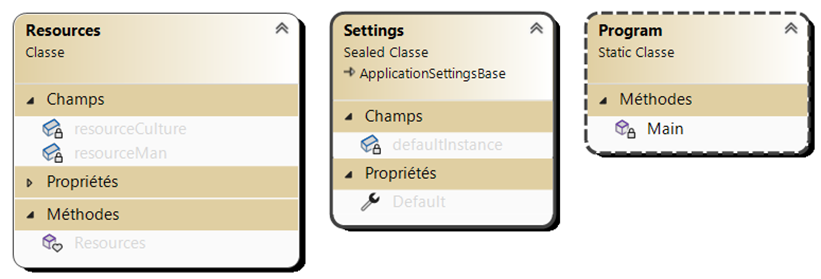 Resources
Classe
Champs
resourceCulture
resourceMan
Propriétés
Méthodes
Resources
Settings
Sealed Classe
ApplicationSettingsBase
Champs
defaultInstance
Propriétés
Default
Program
Static Classe
Méthodes
Main